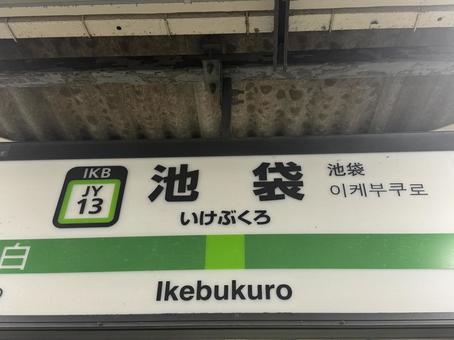 IKB
JY
13
池袋
いけぶくろ
池袋
이케부쿠로
白
Ikebukuro